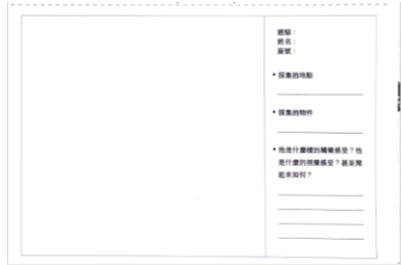 班級：
姓名：
座號：
• 採集的地點
• 採集的物件
• 他是什麼樣的觸覺感受？他
是什麼的視覺感受？甚至聞
起來如何？